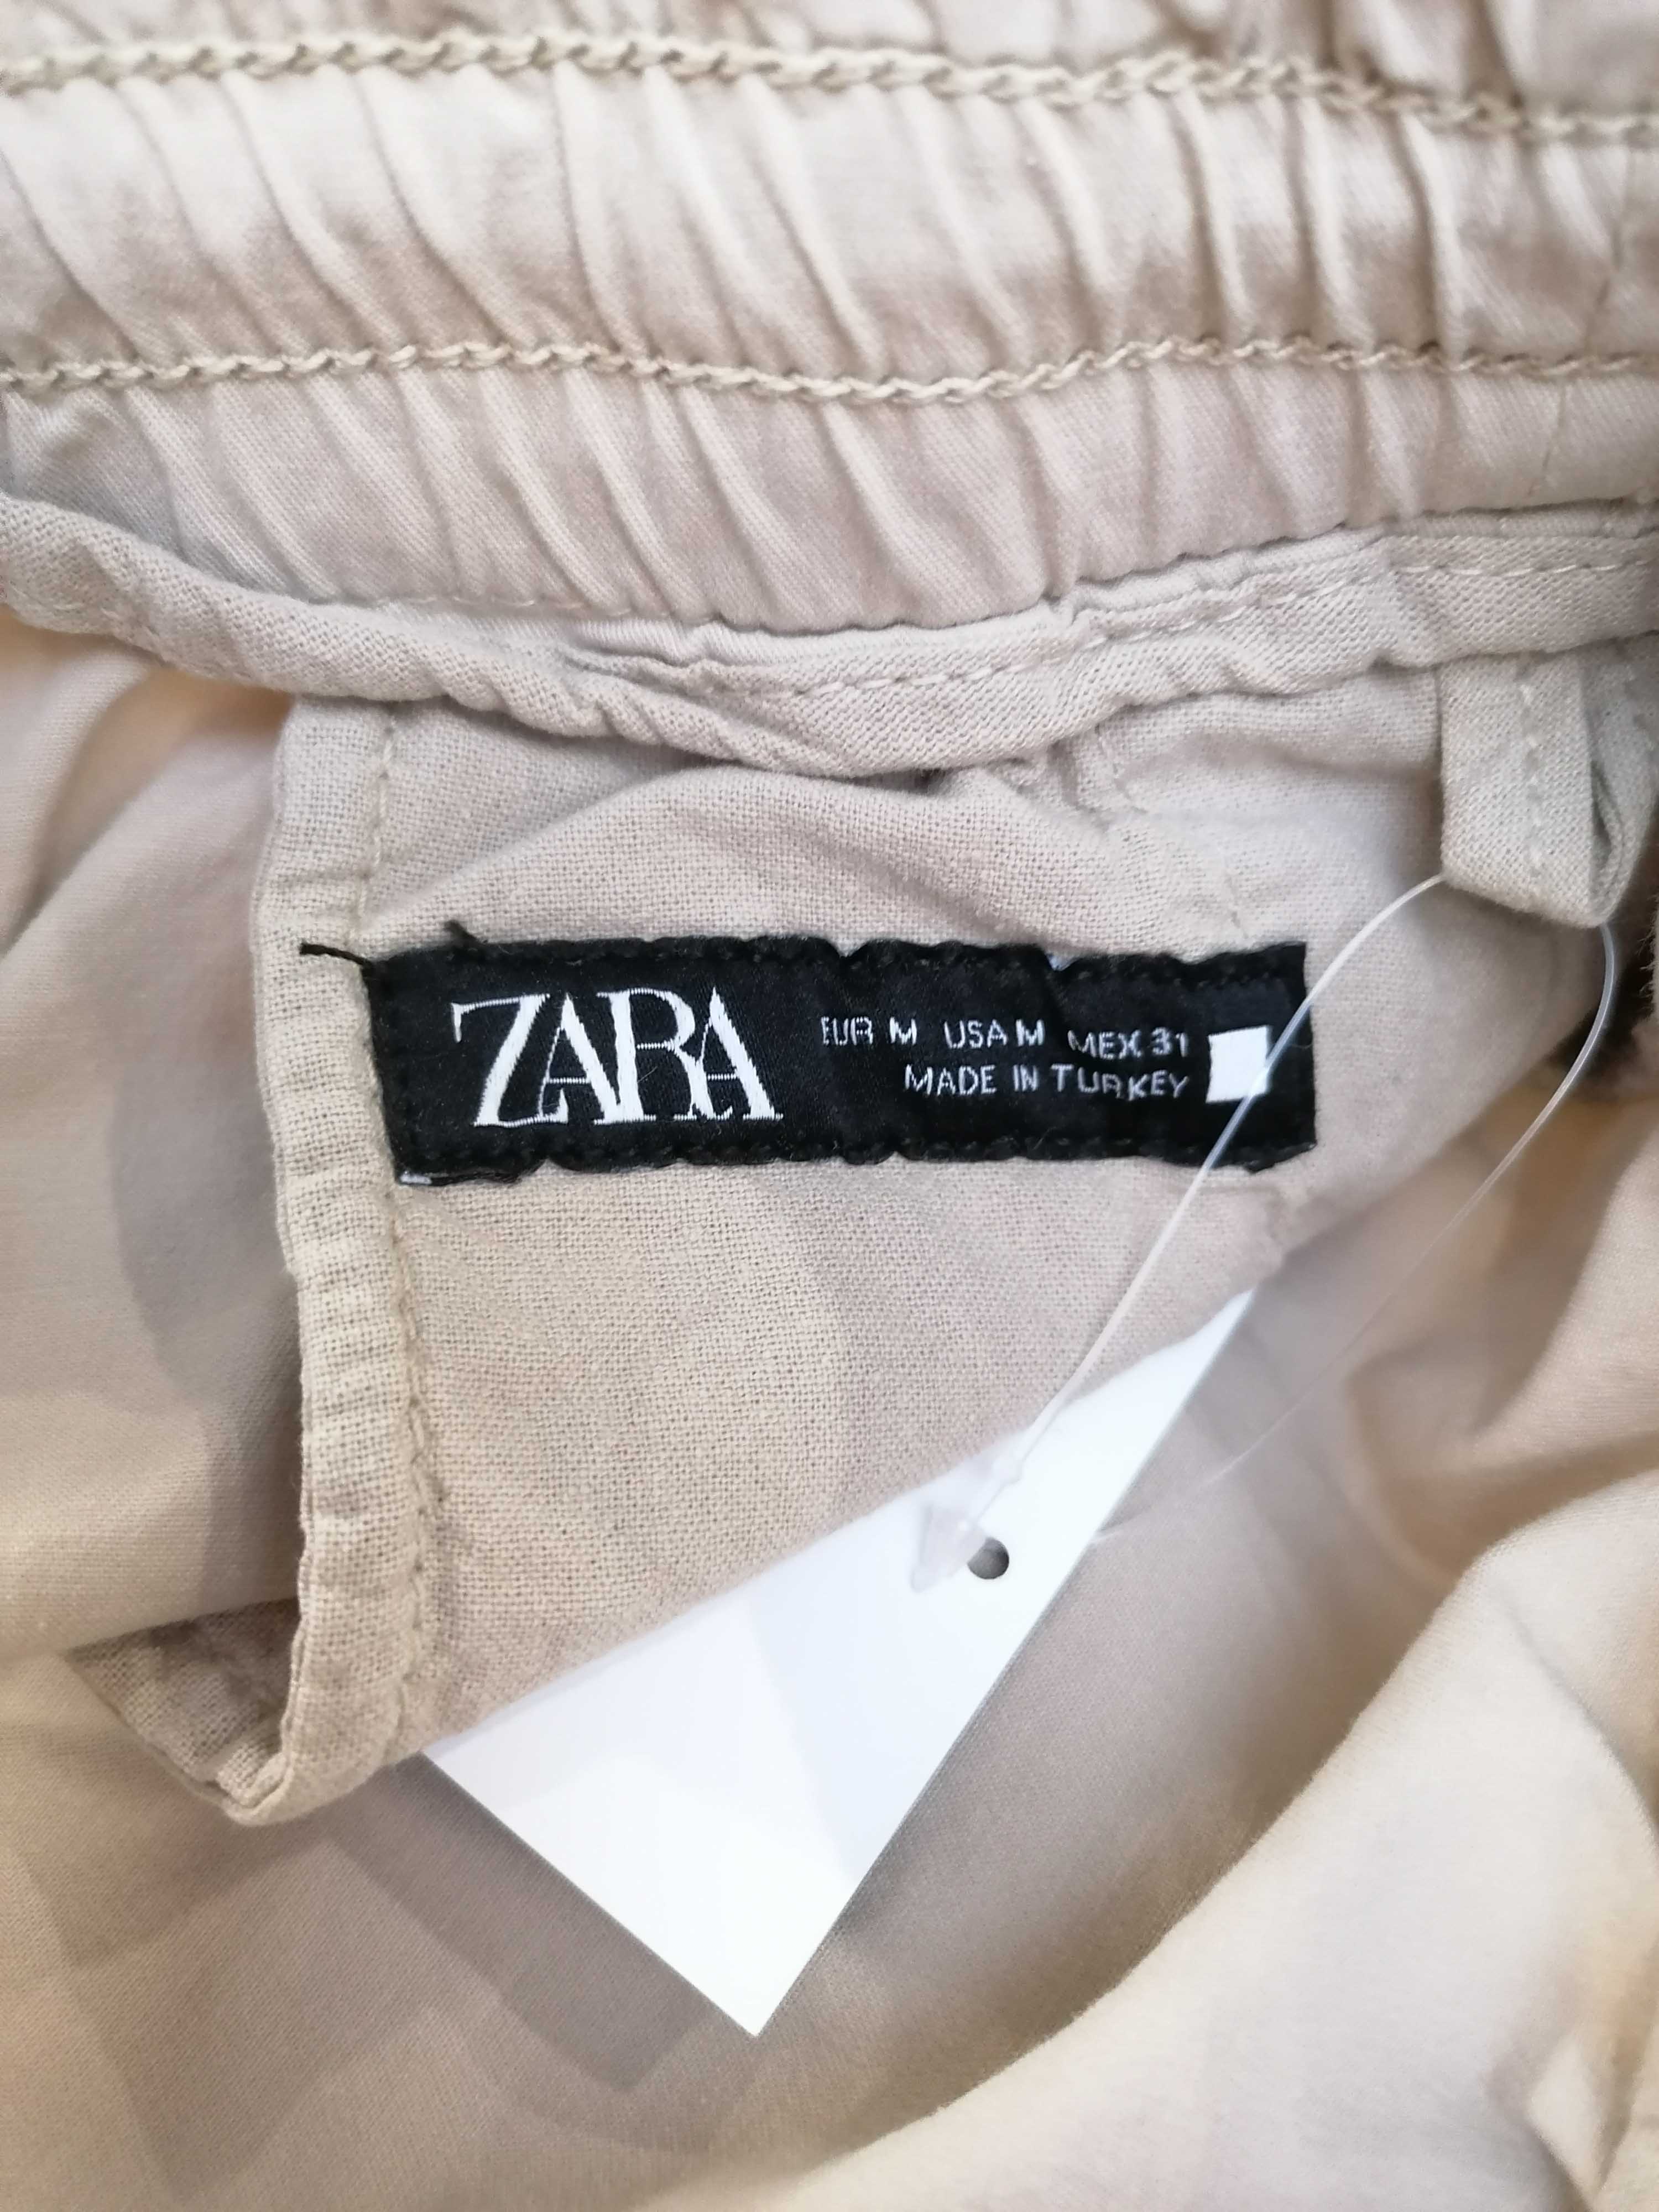 ZARA
EUR M USA M MEX 31
MADE IN TURKEY